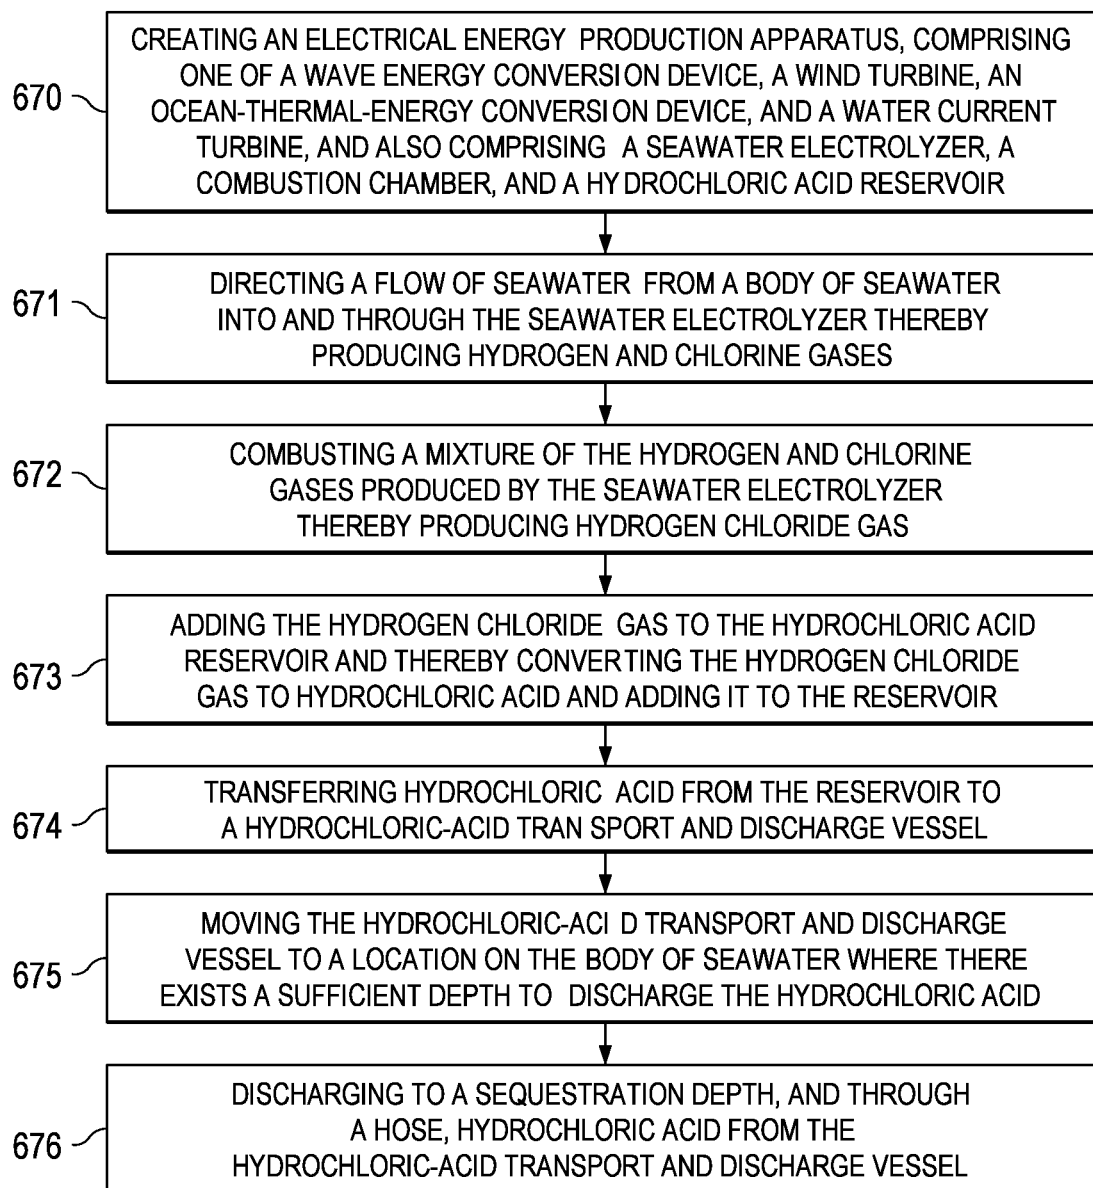 CREATING AN ELECTRICAL ENERGY PRODUCTION APPARATUS, COMPRISING
ONE OF A WAVE ENERGY CONVERSION DEVICE, A WIND TURBINE, AN
670
OCEAN-THERMAL-ENERGY CONVERSION DEVICE, AND A WATER CURRENT
TURBINE, AND ALSO COMPRISING A SEAWATER ELECTROLYZER, A
COMBUSTION CHAMBER, AND A HYDROCHLORIC ACID RESERVOIR
DIRECTING A FLOW OF SEAWATER FROM A BODY OF SEAWATER
671
INTO AND THROUGH THE SEAWATER ELECTROLYZER THEREBY
PRODUCING HYDROGEN AND CHLORINE GASES
COMBUSTING A MIXTURE OF THE HYDROGEN AND CHLORINE
672
GASES PRODUCED BY THE SEAWATER ELECTROLYZER
THEREBY PRODUCING HYDROGEN CHLORIDE GAS
ADDING THE HYDROGEN CHLORIDE GAS TO THE HYDROCHLORIC ACID
673
RESERVOIR AND THEREBY CONVERTING THE HYDROGEN CHLORIDE
GAS TO HYDROCHLORIC ACID AND ADDING IT TO THE RESERVOIR
TRANSFERRING HYDROCHLORIC ACID FROM THE RESERVOIR TO
674
A HYDROCHLORIC-ACID TRAN SPORT AND DISCHARGE VESSEL
MOVING THE HYDROCHLORIC-ACI D TRANSPORT AND DISCHARGE
675
VESSEL TO A LOCATION ON THE BODY OF SEAWATER WHERE THERE
EXISTS A SUFFICIENT DEPTH TO DISCHARGE THE HYDROCHLORIC ACID
DISCHARGING TO A SEQUESTRATION DEPTH, AND THROUGH
676
A HOSE, HYDROCHLORIC ACID FROM THE
HYDROCHLORIC-ACID TRANSPORT AND DISCHARGE VESSEL